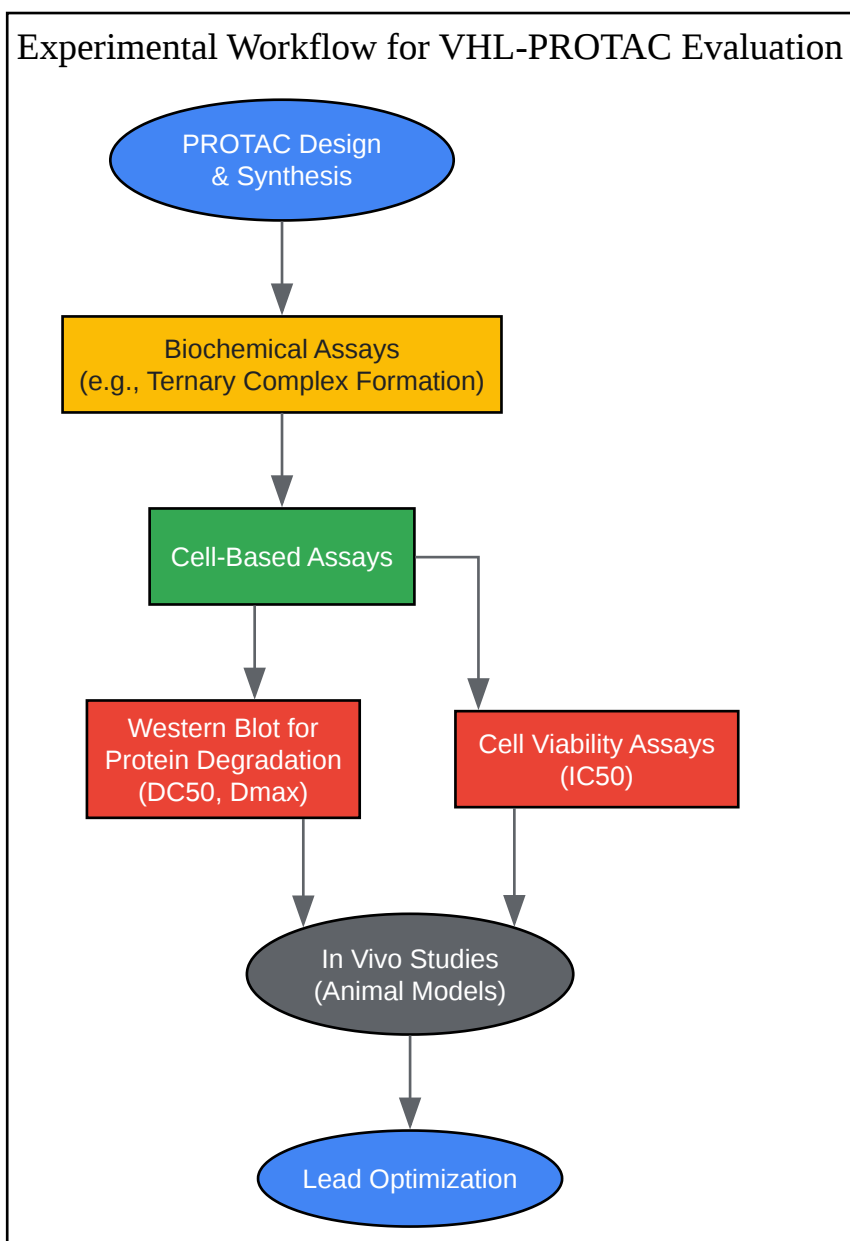 Experimental Workflow for VHL-PROTAC Evaluation
PROTAC Design
& Synthesis
Biochemical Assays
(e.g., Ternary Complex Formation)
Cell-Based Assays
Western Blot for
Protein Degradation
(DC50, Dmax)
Cell Viability Assays
(IC50)
In Vivo Studies
(Animal Models)
Lead Optimization